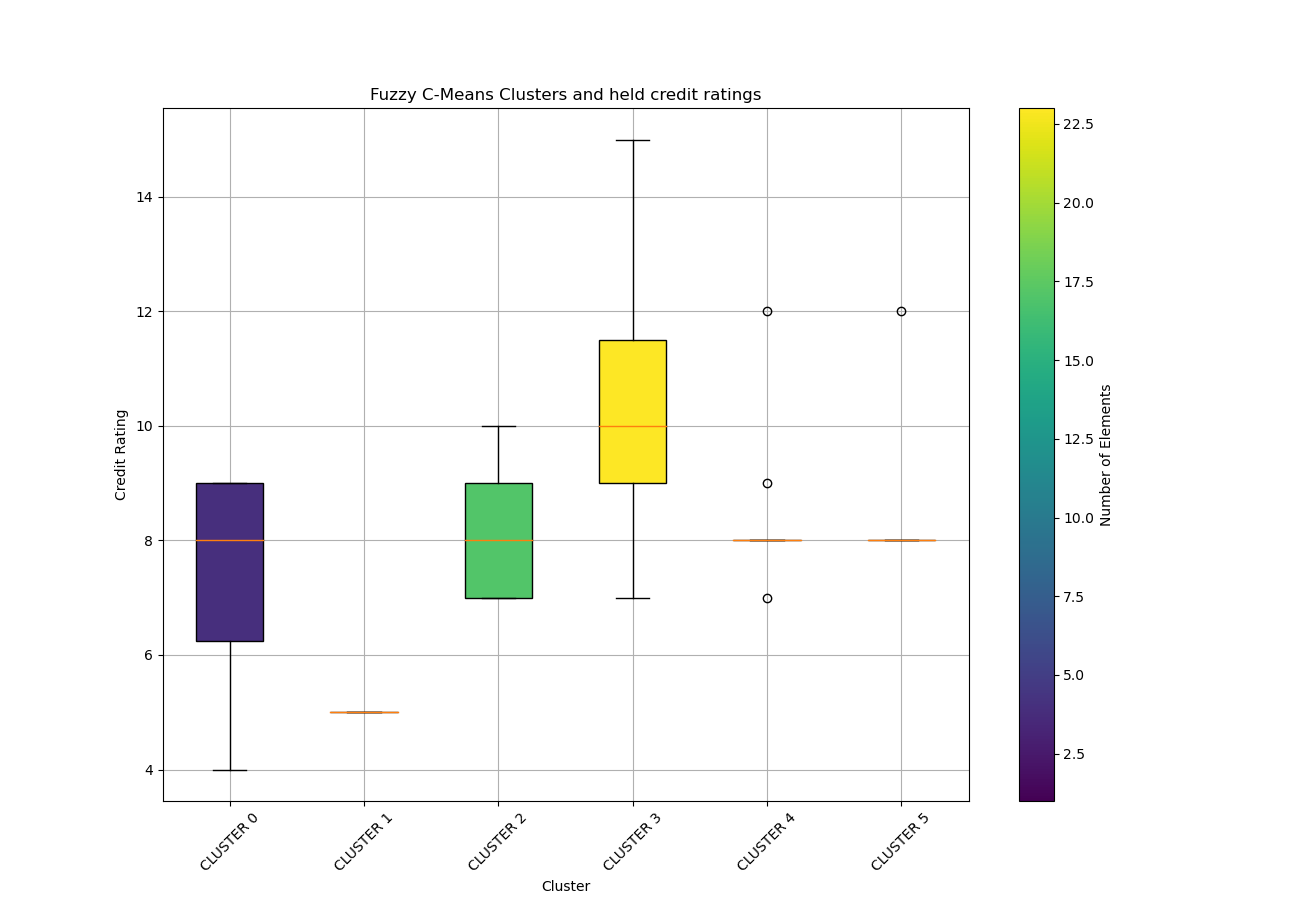 Fuzzy C-Means Clusters and held credit ratings
Credit Rating
14
12
10
8
6
4
CLUSTER 0
CLUSTER 1
CLUSTER 2
CLUSTER 3
CLUSTER 4
CLUSTER 5
Cluster
22.5
20.0
17.5
15.0
12.5
10.0
7.5
5.0
2.5
Number of Elements